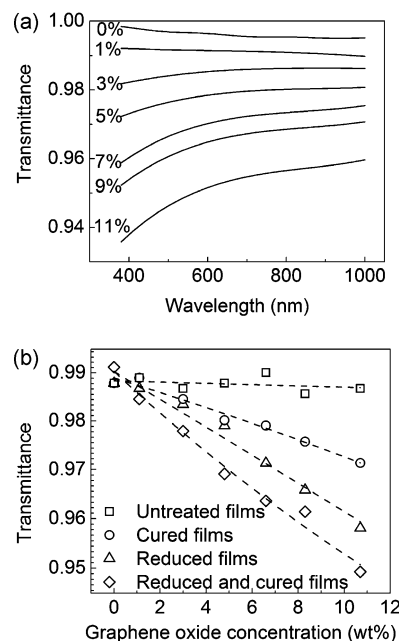 (a)
1.00
0.98
0.96
0.94
Transmittance
0%
1%
3%
5%
7%
9%
11%
400 600 800 1000
Wavelength (nm)
(b)
0.99
0.98
0.97
0.96
0.95
Transmittance
Untreated films
Cured films
Reduced films
Reduced and cured films
0 2 4 6 8 10 12
Graphene oxide concentration (wt%)